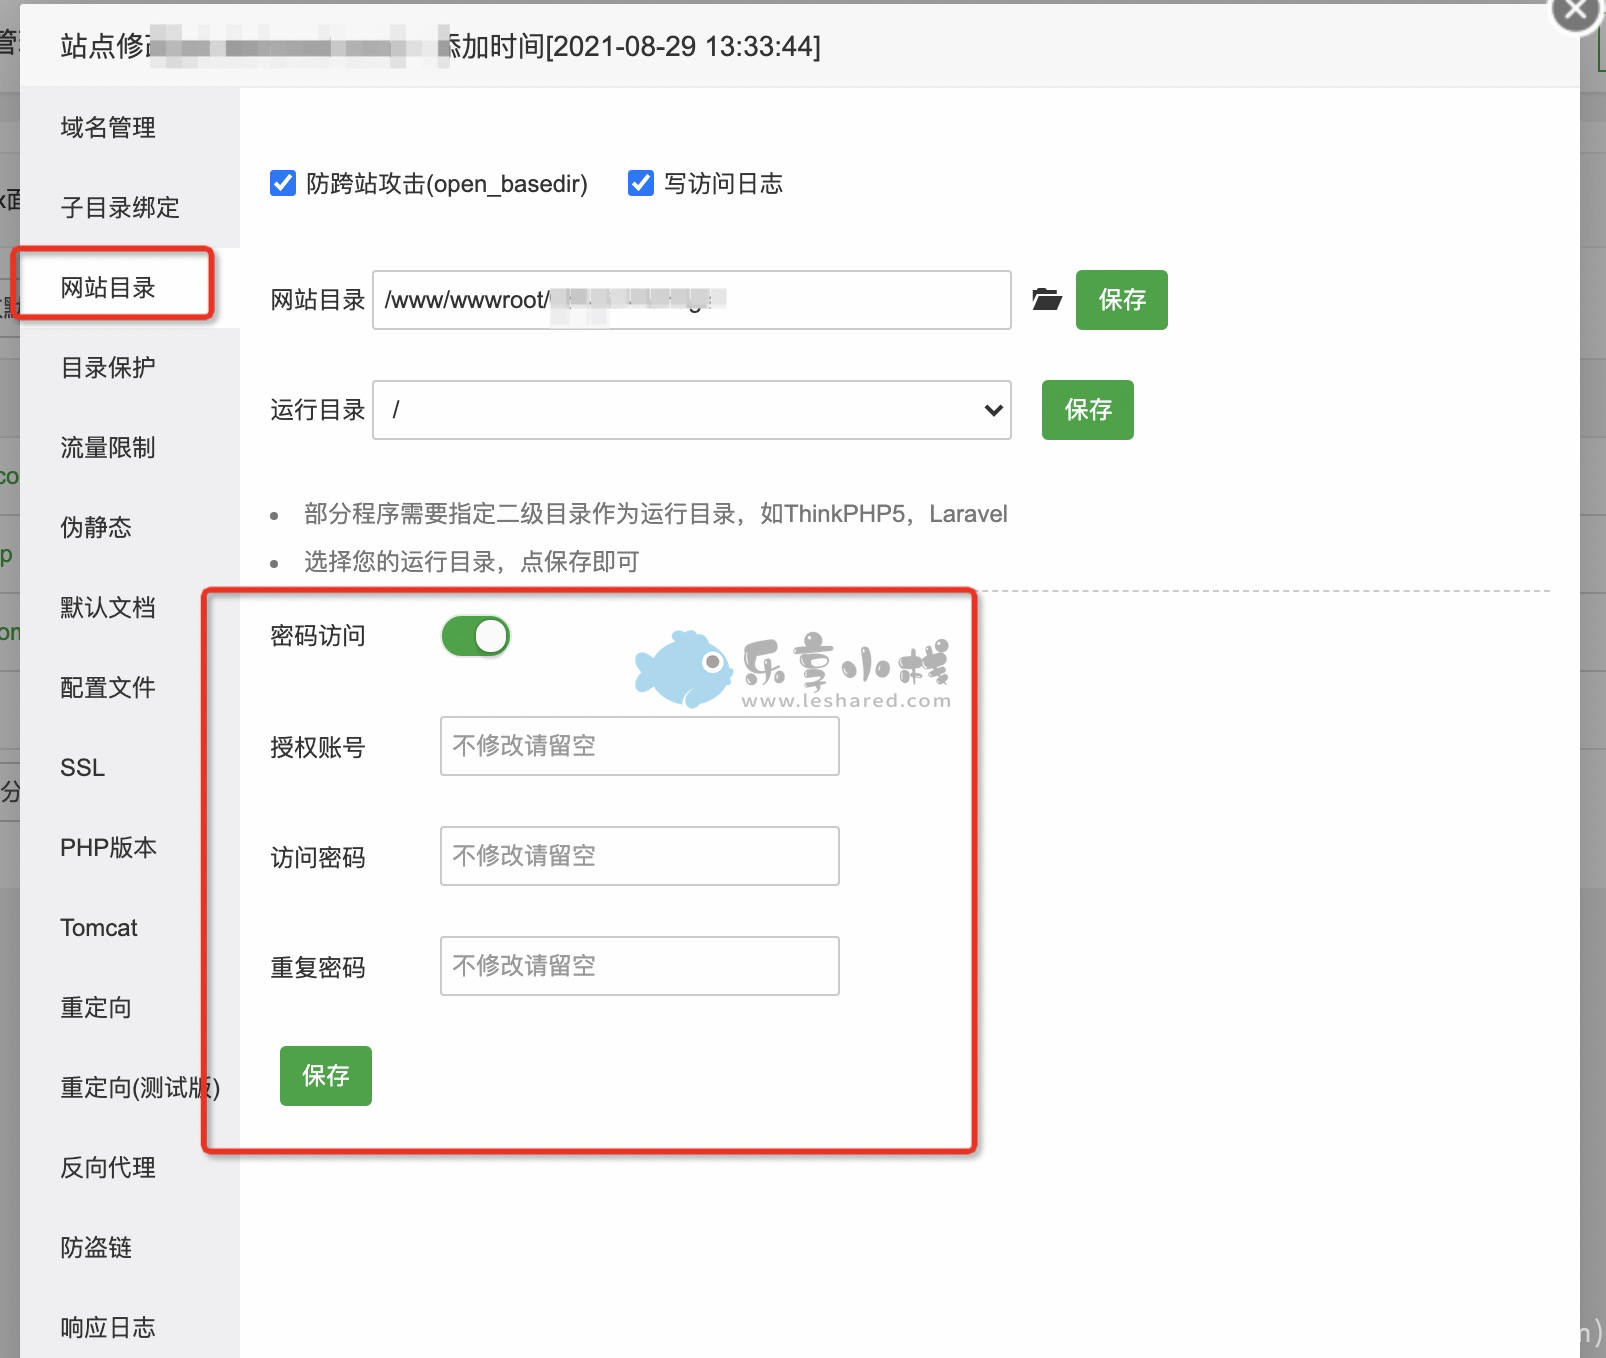 站点修 添加时间[2021-08-29 13:33:44]
域名管理
子目录绑定
网站目录
目录保护
流量限制
伪静态
默认文档
配置文件
SSL
PHP版本
Tomcat
重定向
重定向(测试版)
反向代理
防盗链
响应日志
防跨站攻击(open_basedir) 写访问日志
网站目录 /www/wwwroot/ 保存
运行目录 / 保存
部分程序需要指定二级目录作为运行目录，如ThinkPHP5，Laravel
选择您的运行目录，点保存即可
密码访问
乐享小栈
www.leshared.com
授权账号 不修改请留空
访问密码 不修改请留空
重复密码 不修改请留空
保存